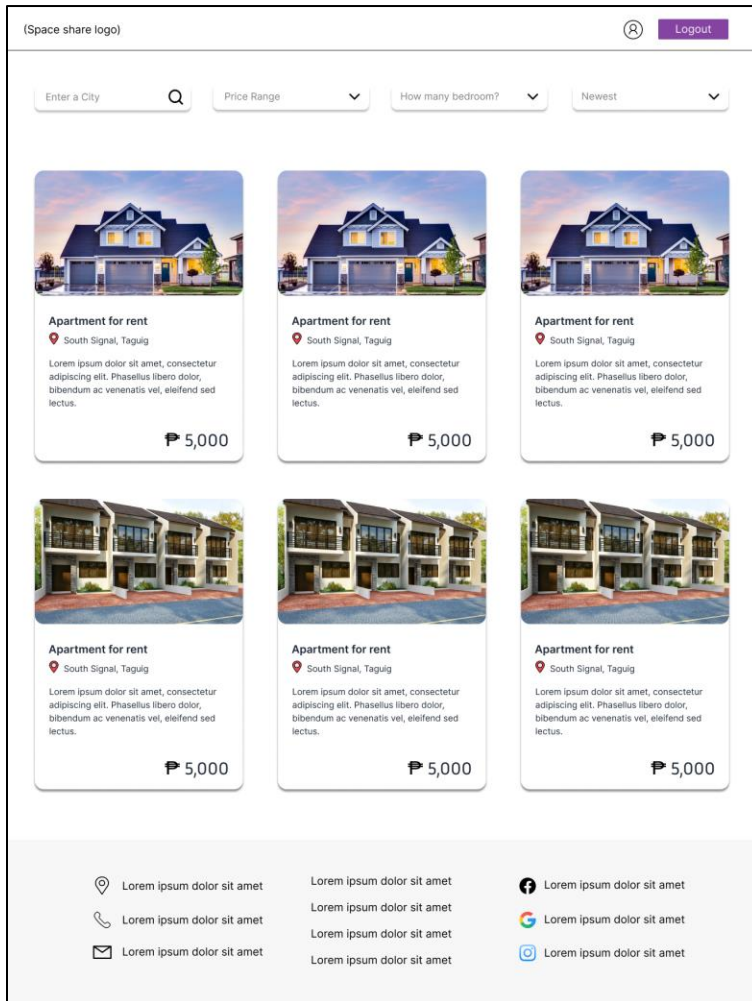 (Space share logo)
Logout
Enter a City
Price Range
How many bedroom?
Newest
Apartment for rent
South Signal, Taguig
Lorem ipsum dolor sit amet, consectetur
adipiscing elit. Phasellus libero dolor,
bibendum ac venenatis vel, eleifend sed
lectus.
₱ 5,000
Apartment for rent
South Signal, Taguig
Lorem ipsum dolor sit amet, consectetur
adipiscing elit. Phasellus libero dolor,
bibendum ac venenatis vel, eleifend sed
lectus.
₱ 5,000
Apartment for rent
South Signal, Taguig
Lorem ipsum dolor sit amet, consectetur
adipiscing elit. Phasellus libero dolor,
bibendum ac venenatis vel, eleifend sed
lectus.
₱ 5,000
Apartment for rent
South Signal, Taguig
Lorem ipsum dolor sit amet, consectetur
adipiscing elit. Phasellus libero dolor,
bibendum ac venenatis vel, eleifend sed
lectus.
₱ 5,000
Apartment for rent
South Signal, Taguig
Lorem ipsum dolor sit amet, consectetur
adipiscing elit. Phasellus libero dolor,
bibendum ac venenatis vel, eleifend sed
lectus.
₱ 5,000
Apartment for rent
South Signal, Taguig
Lorem ipsum dolor sit amet, consectetur
adipiscing elit. Phasellus libero dolor,
bibendum ac venenatis vel, eleifend sed
lectus.
₱ 5,000
Lorem ipsum dolor sit amet
Lorem ipsum dolor sit amet
Lorem ipsum dolor sit amet
Lorem ipsum dolor sit amet
Lorem ipsum dolor sit amet
Lorem ipsum dolor sit amet
Lorem ipsum dolor sit amet
Lorem ipsum dolor sit amet
Lorem ipsum dolor sit amet
Lorem ipsum dolor sit amet